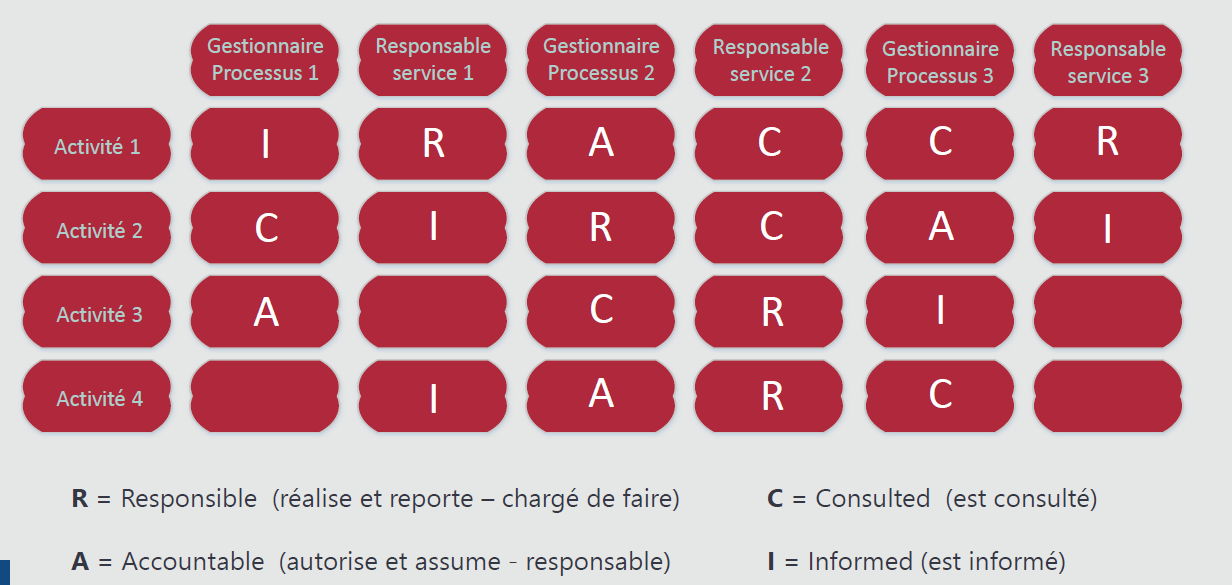 Gestionnaire Processus 1 Responsable service 1 Gestionnaire Processus 2 Responsable service 2 Gestionnaire Processus 3 Responsable service 3
Activité 1 I R A C C R
Activité 2 C I R C A I
Activité 3 A C R I
Activité 4 I A R C
R = Responsible (réalise et reporte – chargé de faire) C = Consulted (est consulté)
A = Accountable (autorise et assume - responsable) I = Informed (est informé)